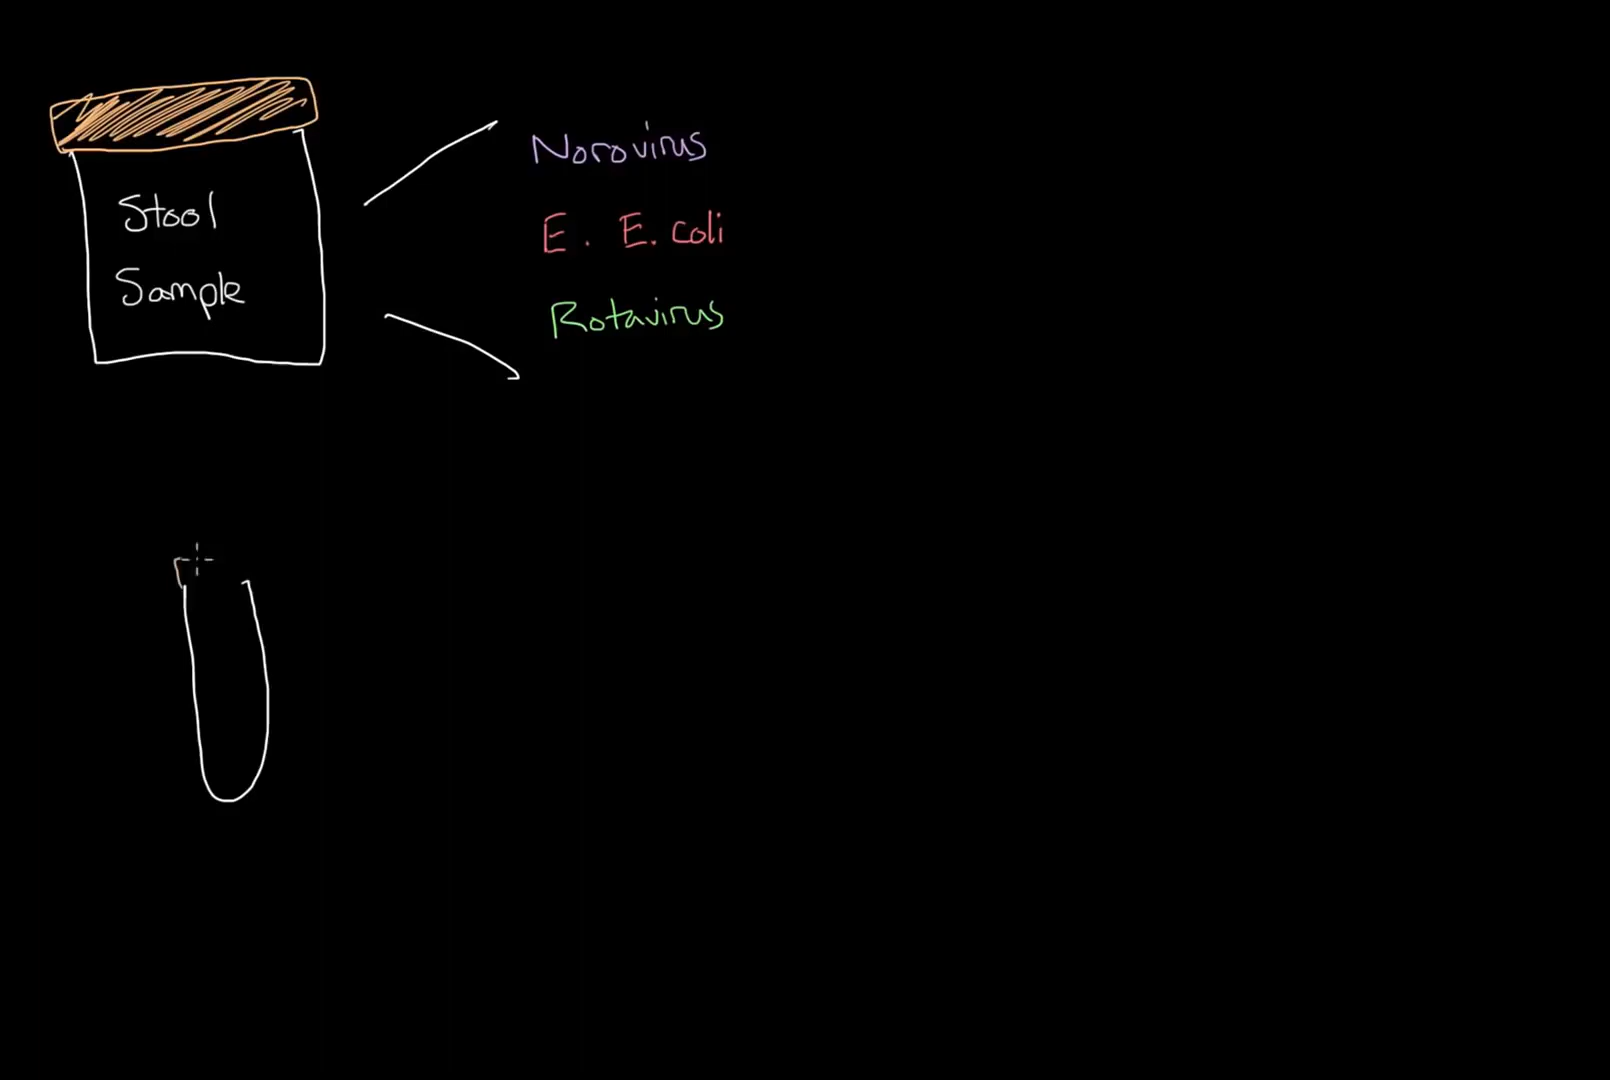 Stool
Sample
Norovirus
E. E. coli
Rotavirus